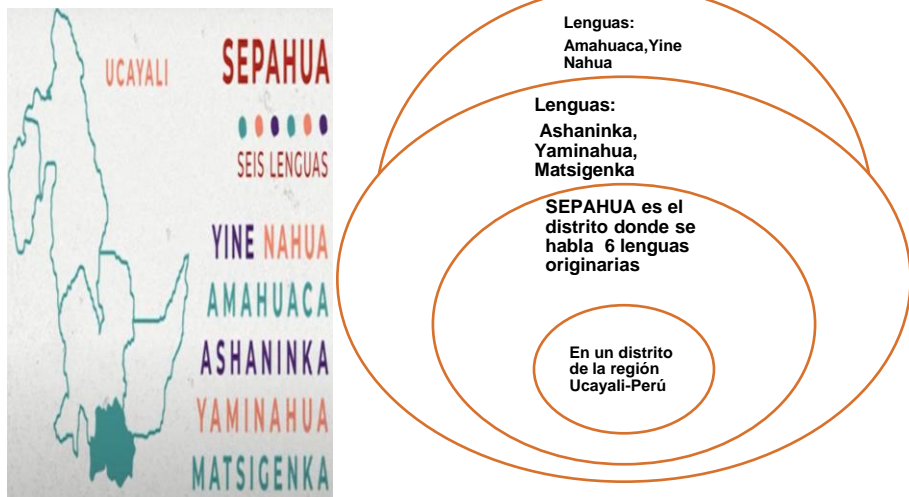 UCAYALI
SEPAHUA
SEIS LENGUAS
YINE NAHUA
AMAHUACA
ASHANINKA
YAMINAHUA
MATSIGENKA
Lenguas:
Amahuaca,Yine
Nahua
Lenguas:
Ashaninka,
Yaminahua,
Matsigenka
SEPAHUA es el
distrito donde se
habla 6 lenguas
originarias
En un distrito
de la región
Ucayali-Perú